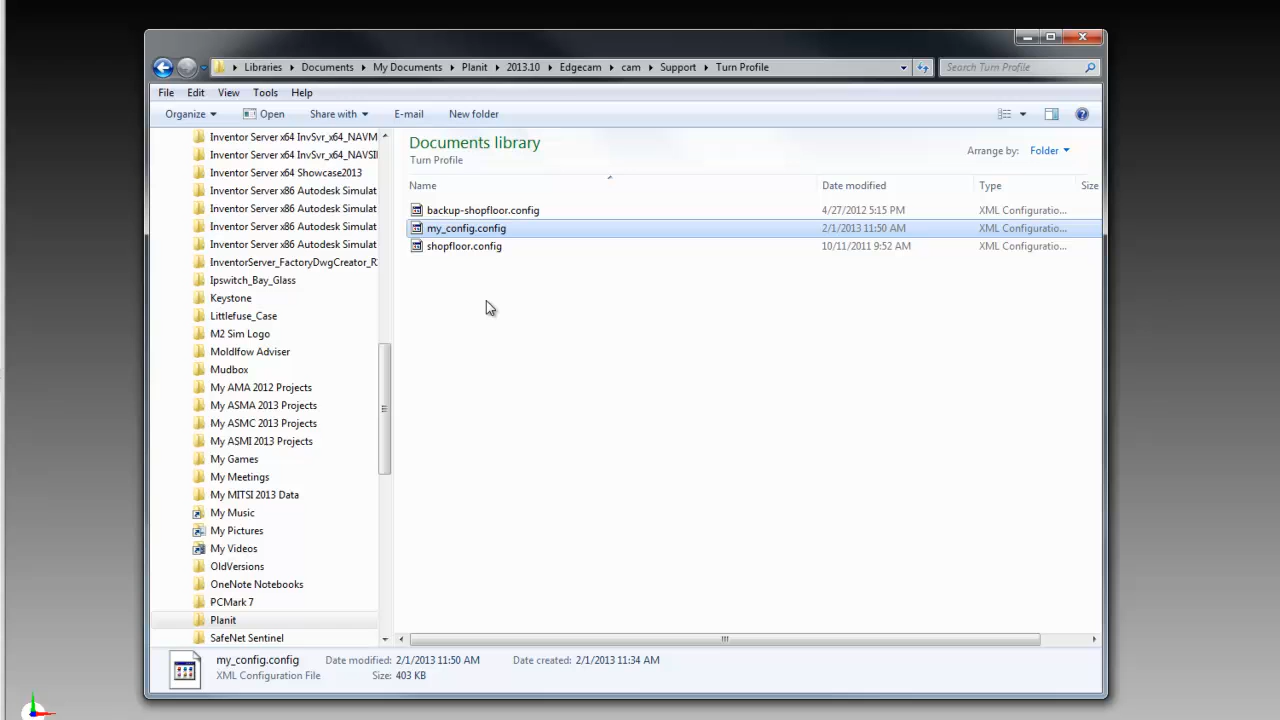 Libraries Documents My Documents Planit 2013.10 Edgecam cam Support Turn Profile Search Turn Profile
File Edit View Tools Help
Organize Open Share with E-mail New folder
Inventor Server x64 InvSvr_x64_NAVM
Inventor Server x64 InvSvr_x64_NAVSI
Inventor Server x64 Showcase2013
Inventor Server x86 Autodesk Simulat
Inventor Server x86 Autodesk Simulat
Inventor Server x86 Autodesk Simulat
Inventor Server x86 Autodesk Simulat
InventorServer_FactoryDwgCreator_R
Ipswitch_Bay_Glass
Keystone
Littlefuse_Case
M2 Sim Logo
Moldlfow Adviser
Mudbox
My AMA 2012 Projects
My ASMA 2013 Projects
My ASMC 2013 Projects
My ASMI 2013 Projects
My Games
My Meetings
My MITSI 2013 Data
My Music
My Pictures
My Videos
OldVersions
OneNote Notebooks
PCMark 7
Planit
SafeNet Sentinel
Documents library
Turn Profile
Arrange by: Folder
Name Date modified Type Size
backup-shopfloor.config 4/27/2012 5:15 PM XML Configuratio...
my_config.config 2/1/2013 11:50 AM XML Configuratio...
shopfloor.config 10/11/2011 9:52 AM XML Configuratio...
my_config.config Date modified: 2/1/2013 11:50 AM Date created: 2/1/2013 11:34 AM
XML Configuration File Size: 403 KB